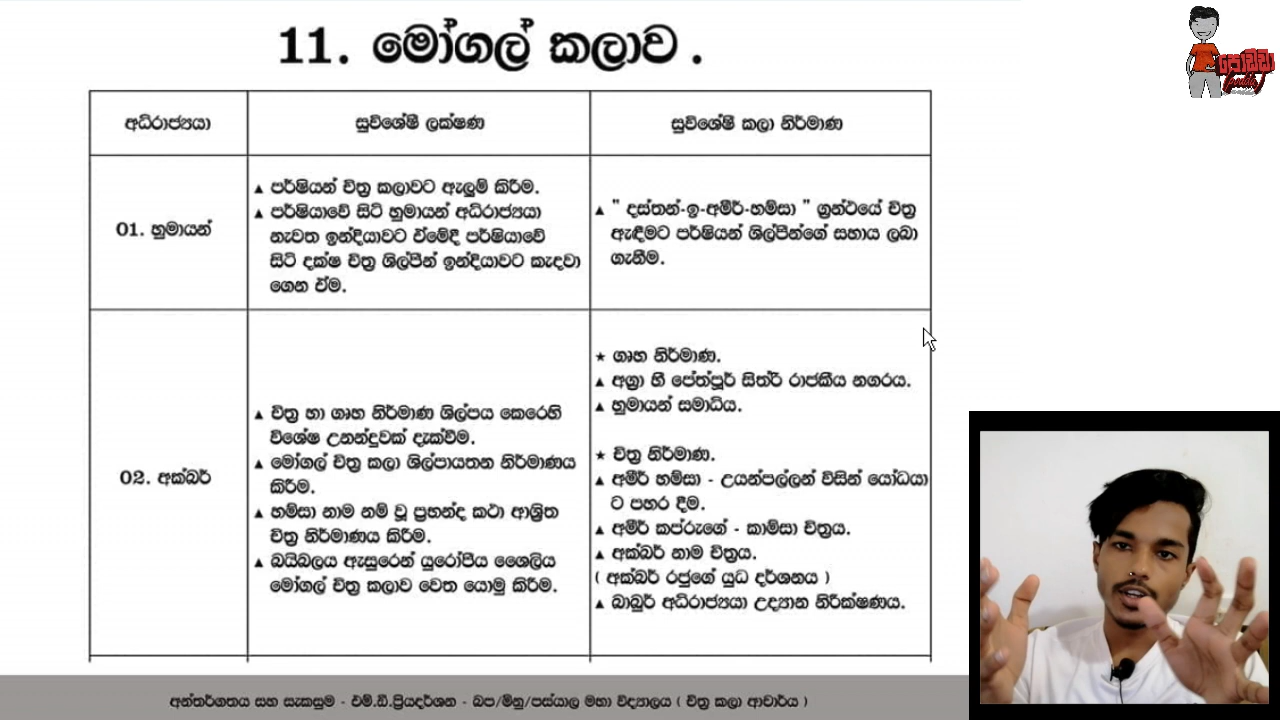 11. මෝගල් කලාව .
පොඩ්ඩා
අධිරාජ්‍යයා
සුවිශේෂී ලක්ෂණ
සුවිශේෂී කලා නිර්මාණ
01. හුමායන්
▲ පර්ෂියන් චිත්‍ර කලාවට ඇලුම් කිරීම.
▲ පර්ෂියාවේ සිටි හුමායන් අධිරාජ්‍යයා
නැවත ඉන්දියාවට ඒමේදී පර්ෂියාවේ
සිටි දක්ෂ චිත්‍ර ශිල්පීන් ඉන්දියාවට කැඳවා
ගෙන ඒම.
▲ " දස්තන්-ඉ-අමීර්-හම්සා " ග්‍රන්ථයේ චිත්‍ර
ඇඳීමට පර්ෂියන් ශිල්පීන්ගේ සහාය ලබා
ගැනීම.
02. අක්බර්
▲ චිත්‍ර හා ගෘහ නිර්මාණ ශිල්පය කෙරෙහි
විශේෂ උනන්දුවක් දැක්වීම.
▲ මෝගල් චිත්‍ර කලා ශිල්පායතන නිර්මාණය
කිරීම.
▲ හම්සා නාම නම් වූ ප්‍රභන්ද කථා ආශ්‍රිත
චිත්‍ර නිර්මාණය කිරීම.
▲ බයිබලය ඇසුරෙන් යුරෝපීය ශෛලිය
මෝගල් චිත්‍ර කලාව වෙත යොමු කිරීම.
★ ගෘහ නිර්මාණ.
▲ අග්‍රා හී පේත්පූර් සිත්රි රාජකීය නගරය.
▲ හුමායන් සමාධිය.
★ චිත්‍ර නිර්මාණ.
▲ අමීර් හම්සා - උයන්පල්ලන් විසින් යෝධයා
ට පහර දීම.
▲ අමීර් කප්රුගේ - කාම්සා චිත්‍රය.
▲ අක්බර් නාම චිත්‍රය.
( අක්බර් රජුගේ යුධ දර්ශනය )
▲ බාබුර් අධිරාජ්‍යයා උද්‍යාන නිරීක්ෂණය.
අන්තර්ගතය සහ සැකසුම - එම්.ඩී.ප්‍රියදර්ශන - බප/මිනු/පස්යාල මහා විද්‍යාලය ( චිත්‍ර කලා ආචාර්ය )